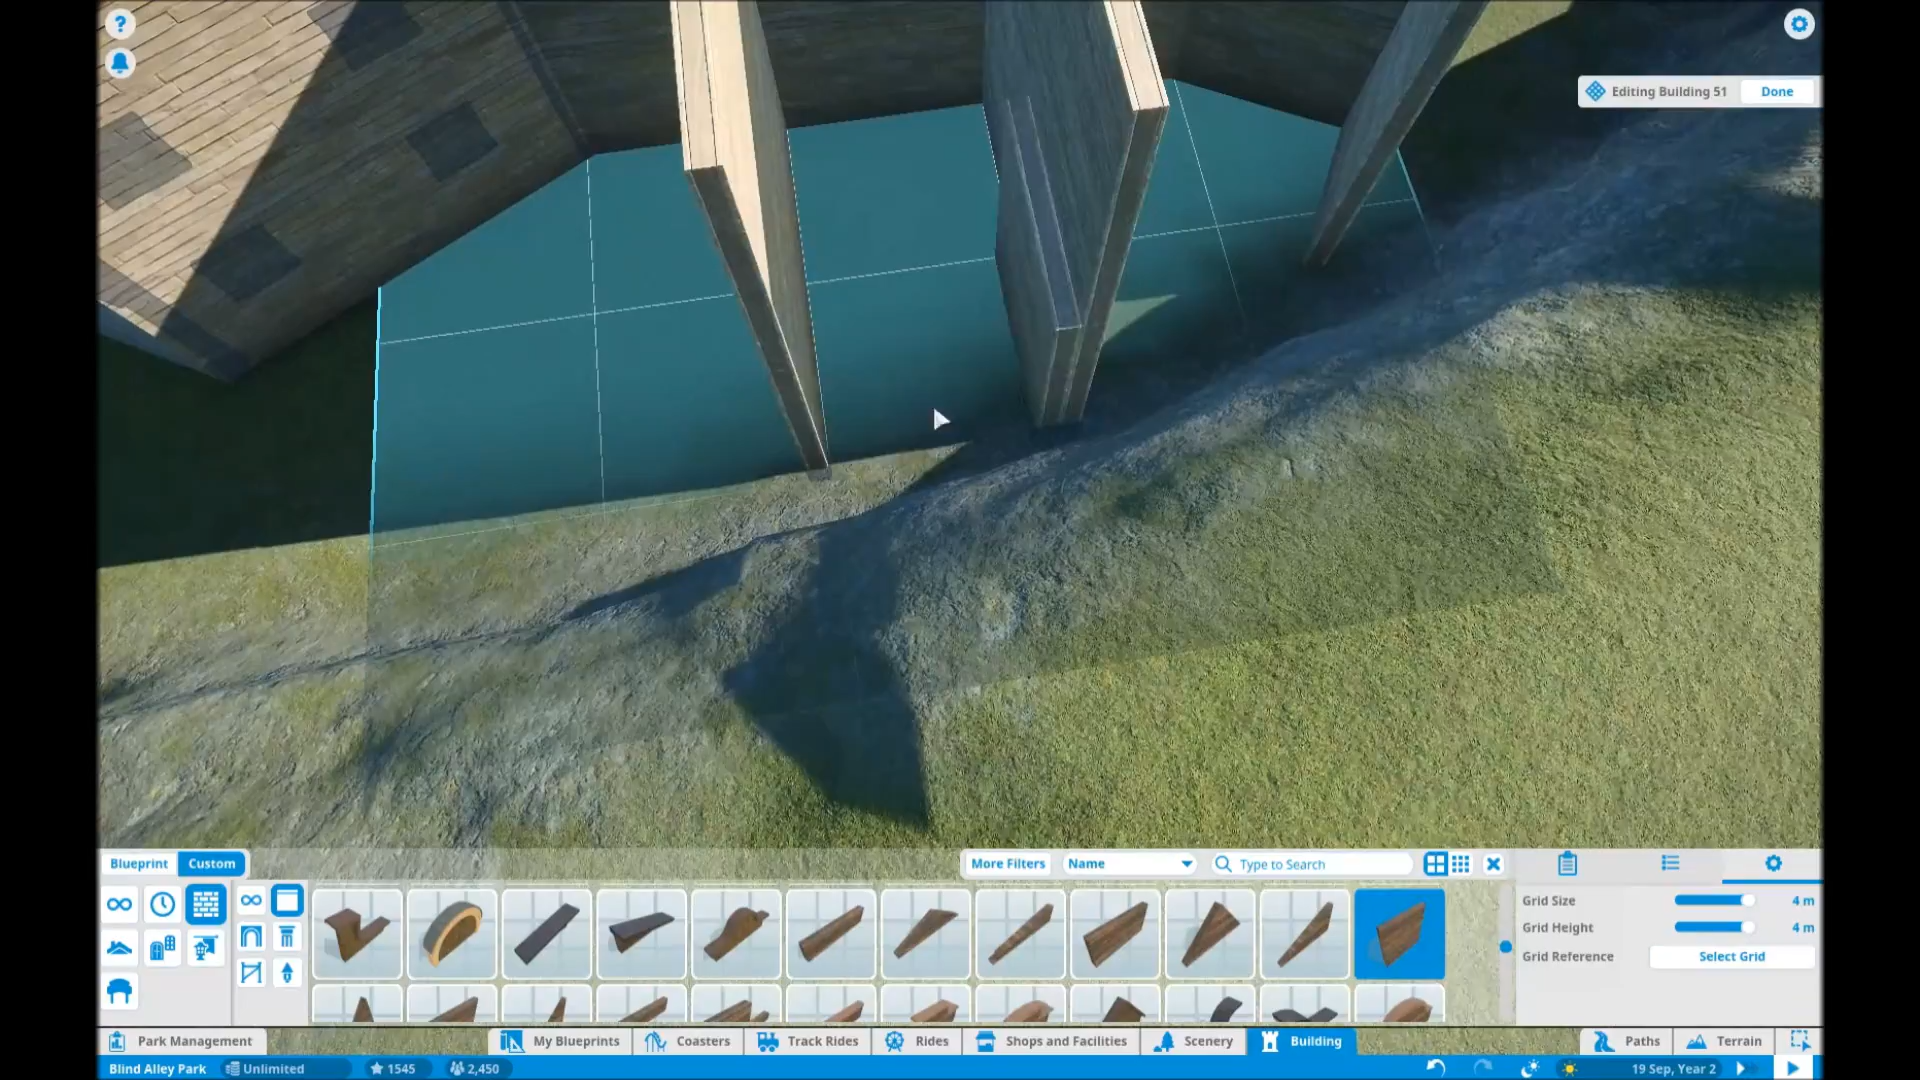 ?
Editing Building 51 Done
Blueprint Custom
More Filters Name Type to Search
Grid Size 4 m
Grid Height 4 m
Grid Reference Select Grid
Park Management My Blueprints Coasters Track Rides Rides Shops and Facilities Scenery Building Paths Terrain
Blind Alley Park Unlimited 1545 2,450 19 Sep, Year 2